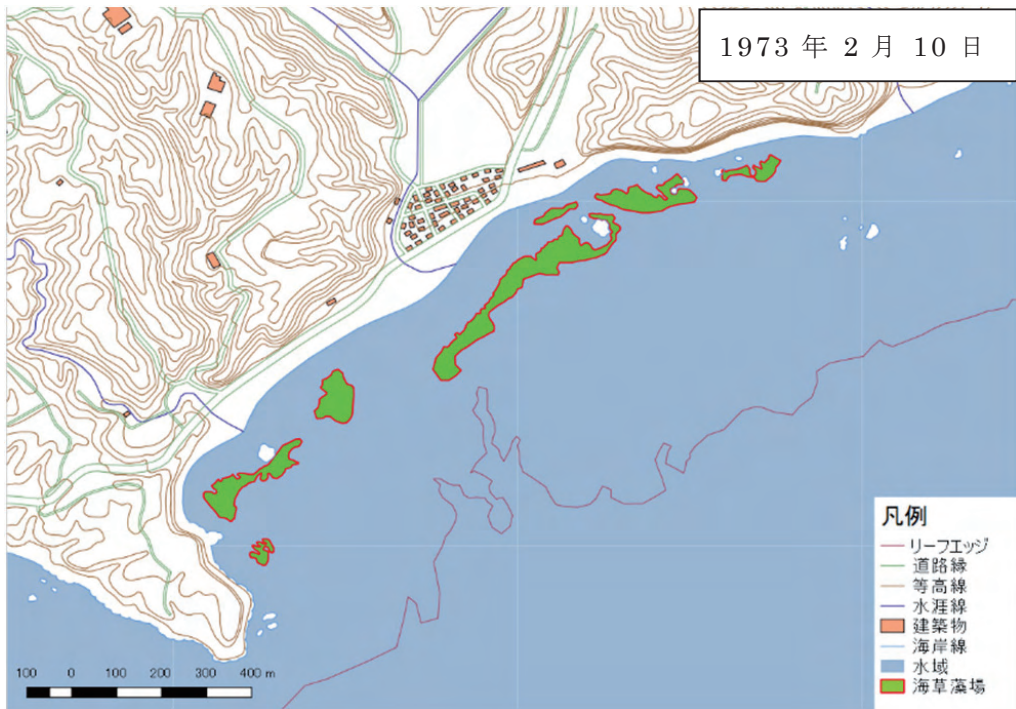 1973 年 2 月 10 日
凡例
リーフエッジ
道路縁
等高線
水涯線
建築物
海岸線
水域
海草藻場
100 0 100 200 300 400 m